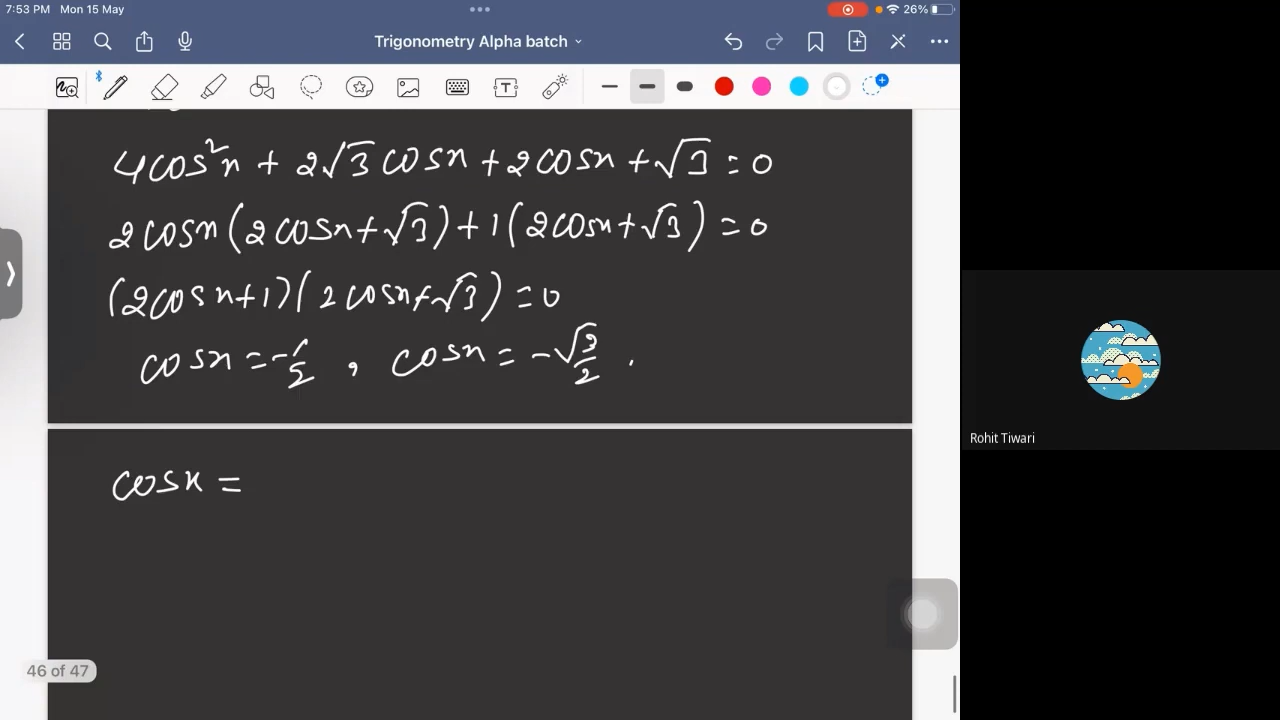 7:53 PM Mon 15 May
26%
Trigonometry Alpha batch
T
4cos²x + 2√3 cosx + 2cosx + √3 = 0
2cosx(2cosx+√3) + 1(2cosx+√3) = 0
(2cosx+1)(2cosx+√3) = 0
cosx = -1/2 , cosx = -√3/2 .
Rohit Tiwari
cosx =
46 of 47